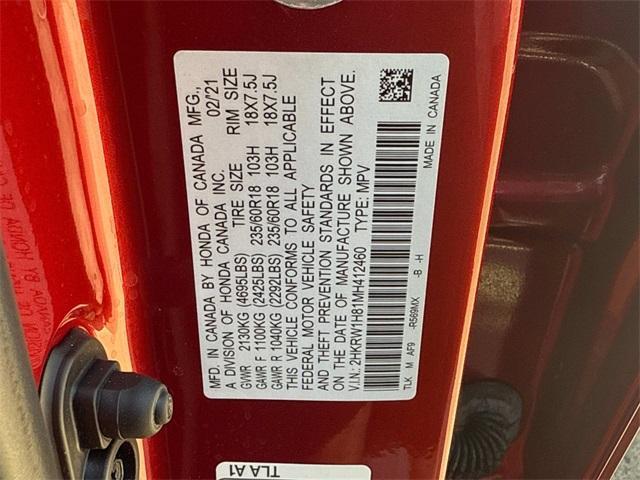 MFD. IN CANADA BY HONDA OF CANADA MFG.,
A DIVISION OF HONDA CANADA INC. 02/21
TIRE SIZE RIM SIZE
GVWR 2130KG (4695LBS)
GAWR F 1100KG (2425LBS) 235/60R18 103H 18X7.5J
GAWR R 1040KG (2292LBS) 235/60R18 103H 18X7.5J
THIS VEHICLE CONFORMS TO ALL APPLICABLE
FEDERAL MOTOR VEHICLE SAFETY
AND THEFT PREVENTION STANDARDS IN EFFECT
ON THE DATE OF MANUFACTURE SHOWN ABOVE.
V.I.N.: 2HKRW1H81MH412460 TYPE: MPV
TLK M AF9 -R569MX -B -H
MADE IN CANADA
TLA A1